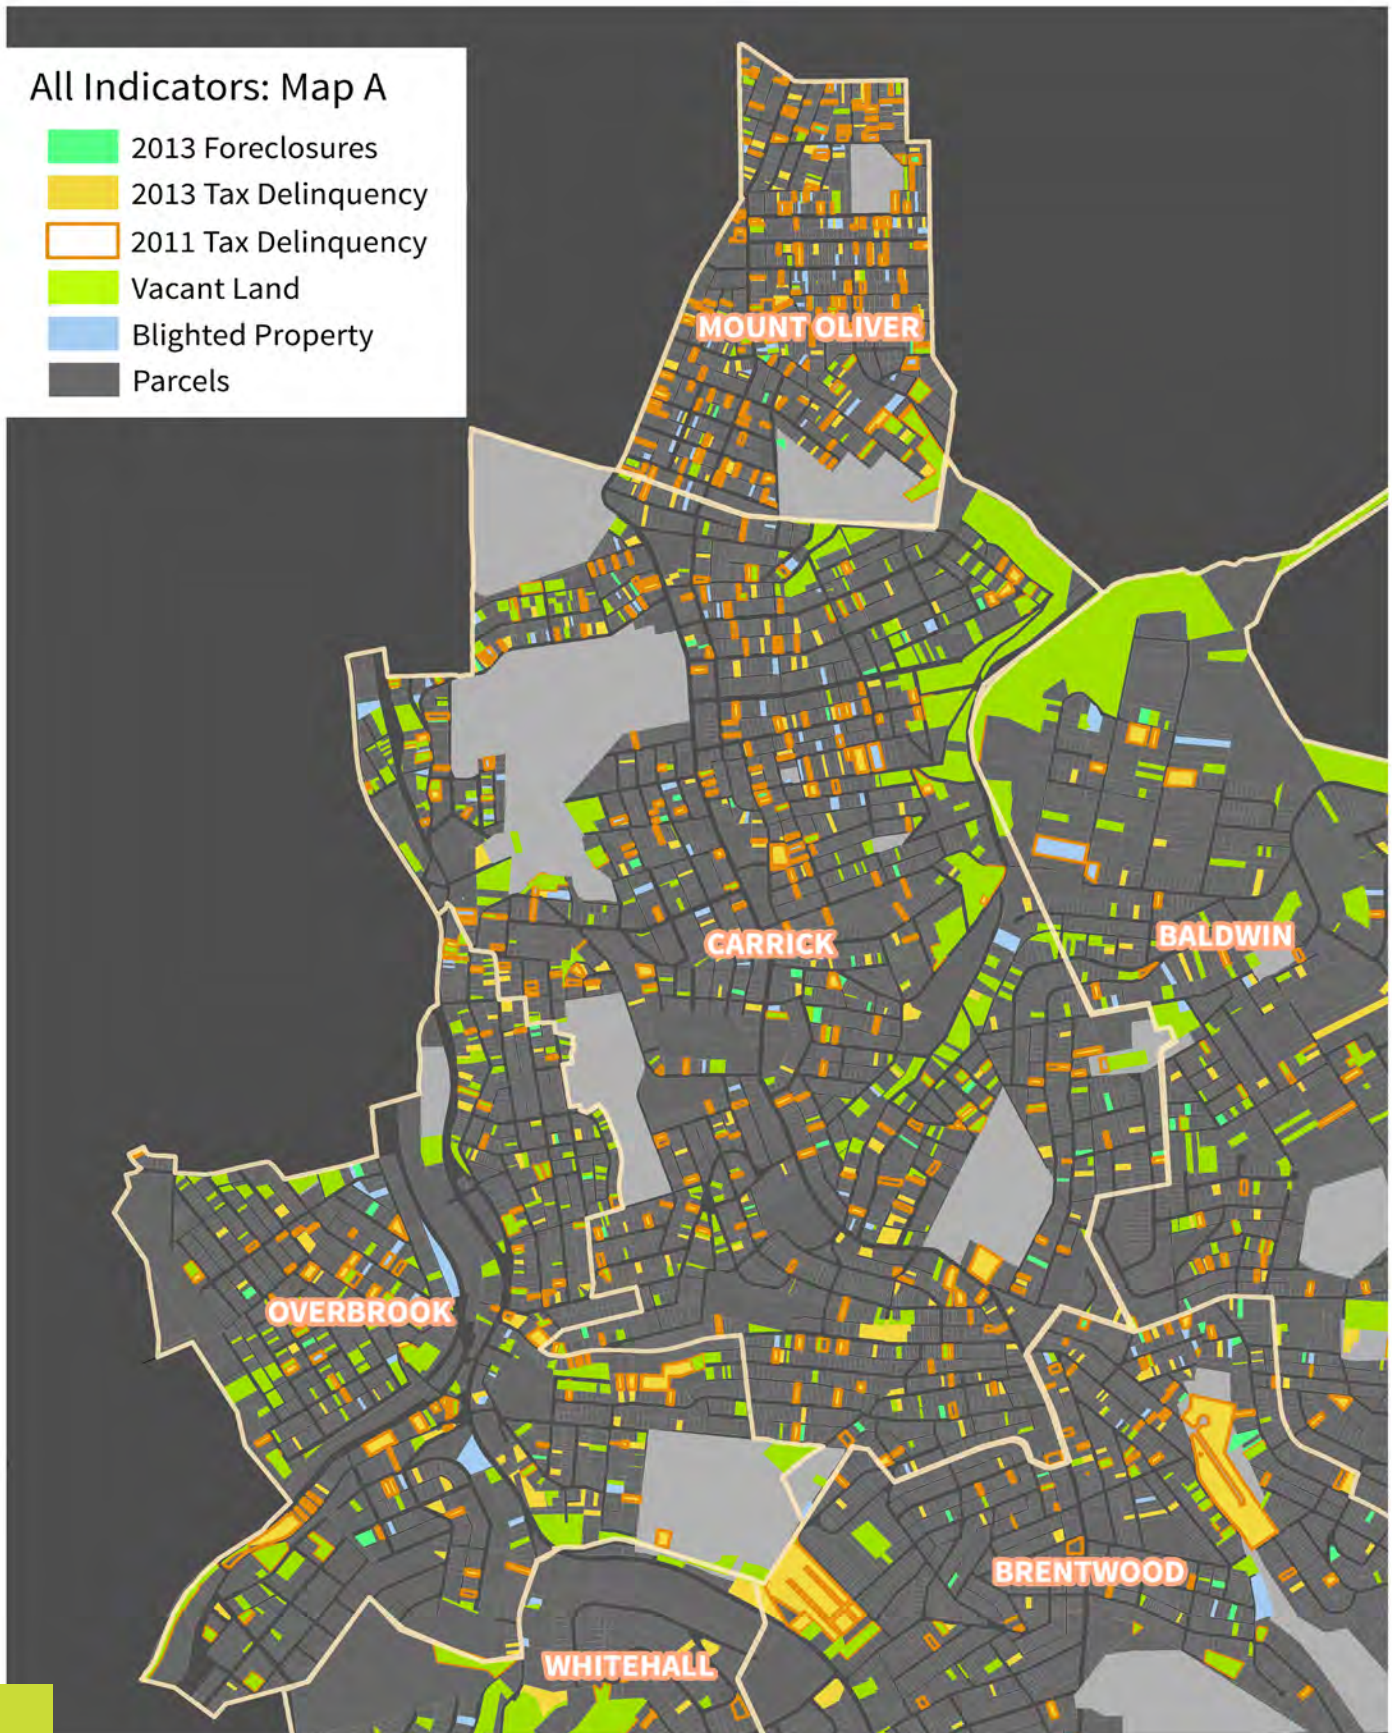 All Indicators: Map A
2013 Foreclosures
2013 Tax Delinquency
2011 Tax Delinquency
Vacant Land
Blighted Property
Parcels
MOUNT OLIVER
CARRICK
BALDWIN
OVERBROOK
BRENTWOOD
WHITEHALL